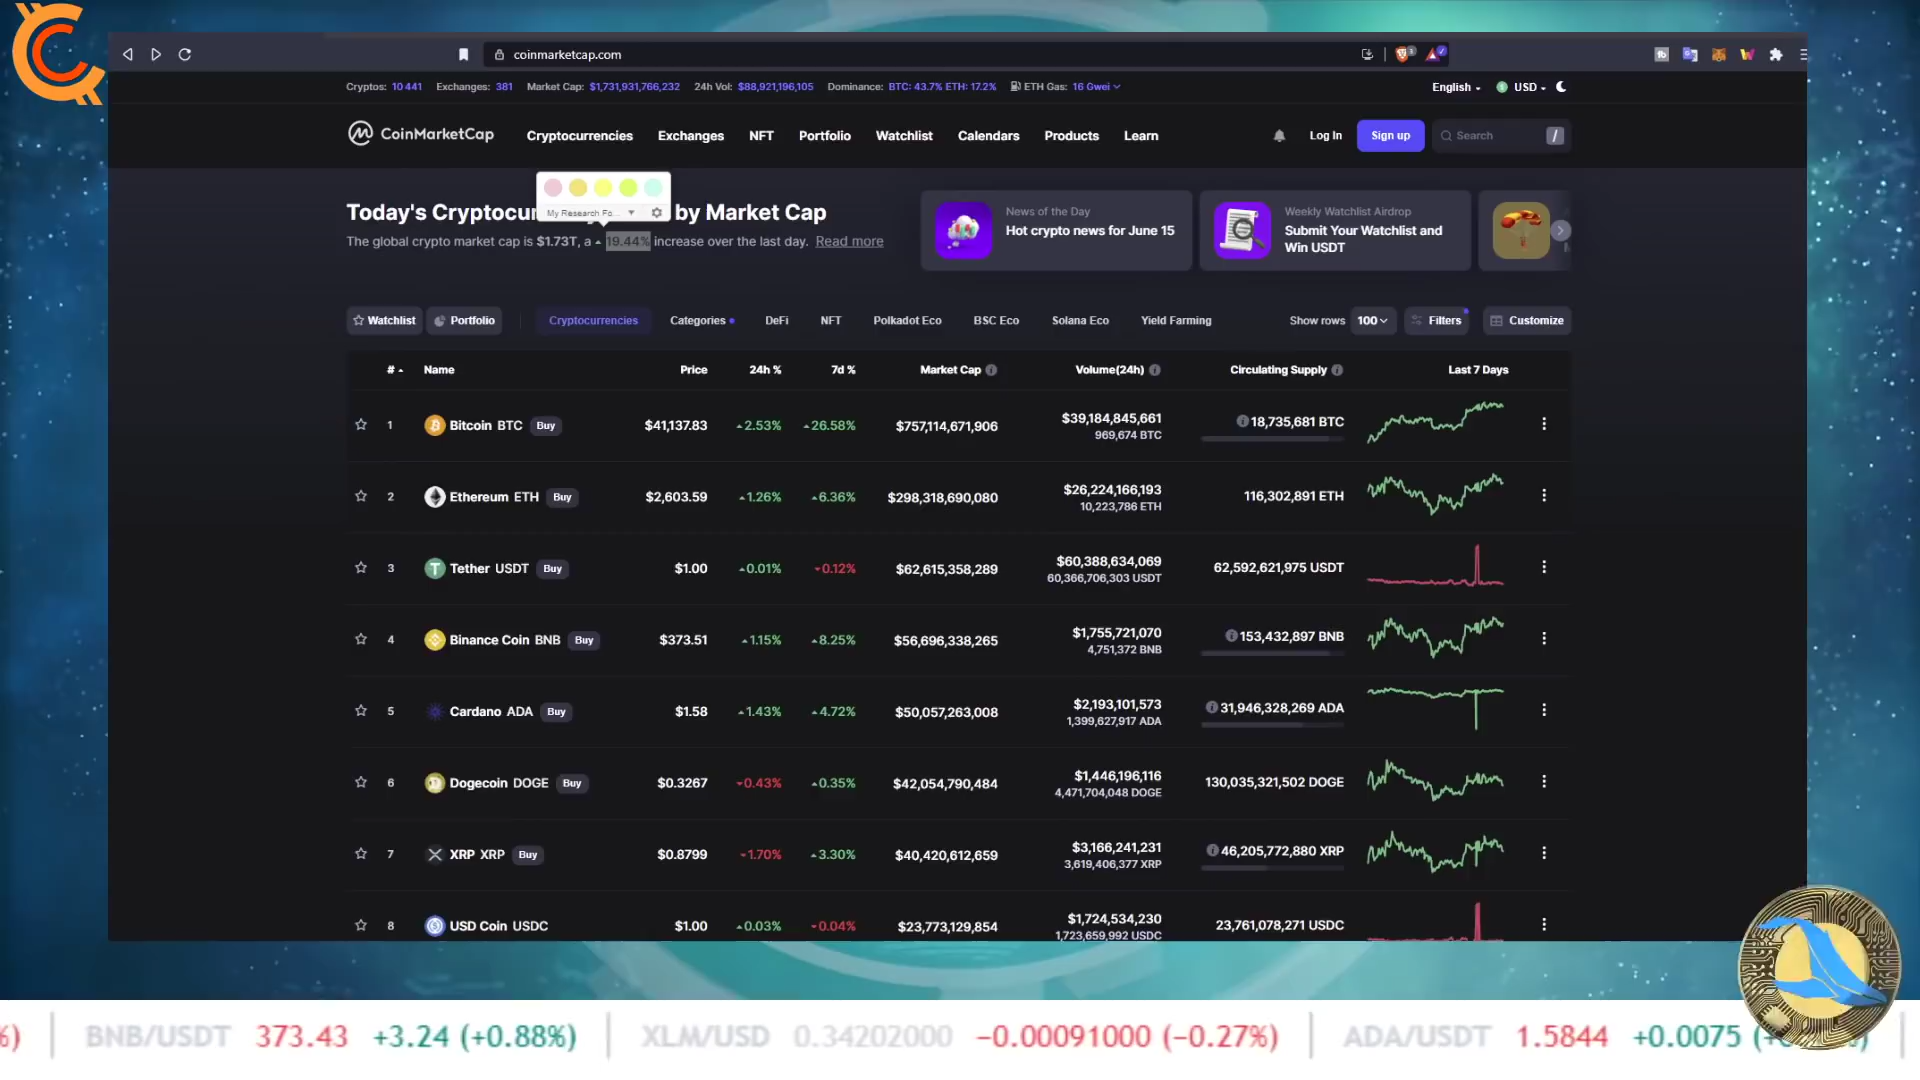 coinmarketcap.com
Cryptos: 10 441 Exchanges: 381 Market Cap: $1,731,931,766,232 24h Vol: $88,921,196,105 Dominance: BTC: 43.7% ETH: 17.2% ETH Gas: 16 Gwei English USD
CoinMarketCap Cryptocurrencies Exchanges NFT Portfolio Watchlist Calendars Products Learn Log In Sign up Search /
My Research Fo...
Today's Cryptocu by Market Cap
The global crypto market cap is $1.73T, a 19.44% increase over the last day. Read more
News of the Day
Hot crypto news for June 15
Weekly Watchlist Airdrop
Submit Your Watchlist and
Win USDT
Watchlist Portfolio Cryptocurrencies Categories DeFi NFT Polkadot Eco BSC Eco Solana Eco Yield Farming Show rows 100 Filters Customize
# Name Price 24h % 7d % Market Cap Volume(24h) Circulating Supply Last 7 Days
1 Bitcoin BTC Buy $41,137.83 2.53% 26.58% $757,114,671,906 $39,184,845,661 18,735,681 BTC
969,674 BTC
2 Ethereum ETH Buy $2,603.59 1.26% 6.36% $298,318,690,080 $26,224,166,193 116,302,891 ETH
10,223,786 ETH
3 Tether USDT Buy $1.00 0.01% 0.12% $62,615,358,289 $60,388,634,069 62,592,621,975 USDT
60,366,706,303 USDT
4 Binance Coin BNB Buy $373.51 1.15% 8.25% $56,696,338,265 $1,755,721,070 153,432,897 BNB
4,751,372 BNB
5 Cardano ADA Buy $1.58 1.43% 4.72% $50,057,263,008 $2,193,101,573 31,946,328,269 ADA
1,399,627,917 ADA
6 Dogecoin DOGE Buy $0.3267 0.43% 0.35% $42,054,790,484 $1,446,196,116 130,035,321,502 DOGE
4,471,704,048 DOGE
7 XRP XRP Buy $0.8799 1.70% 3.30% $40,420,612,659 $3,166,241,231 46,205,772,880 XRP
3,619,406,377 XRP
8 USD Coin USDC $1.00 0.03% 0.04% $23,773,129,854 $1,724,534,230 23,761,078,271 USDC
1,723,659,992 USDC
%) BNB/USDT 373.43 +3.24 (+0.88%) XLM/USD 0.34202000 −0.00091000 (−0.27%) ADA/USDT 1.5844 +0.0075